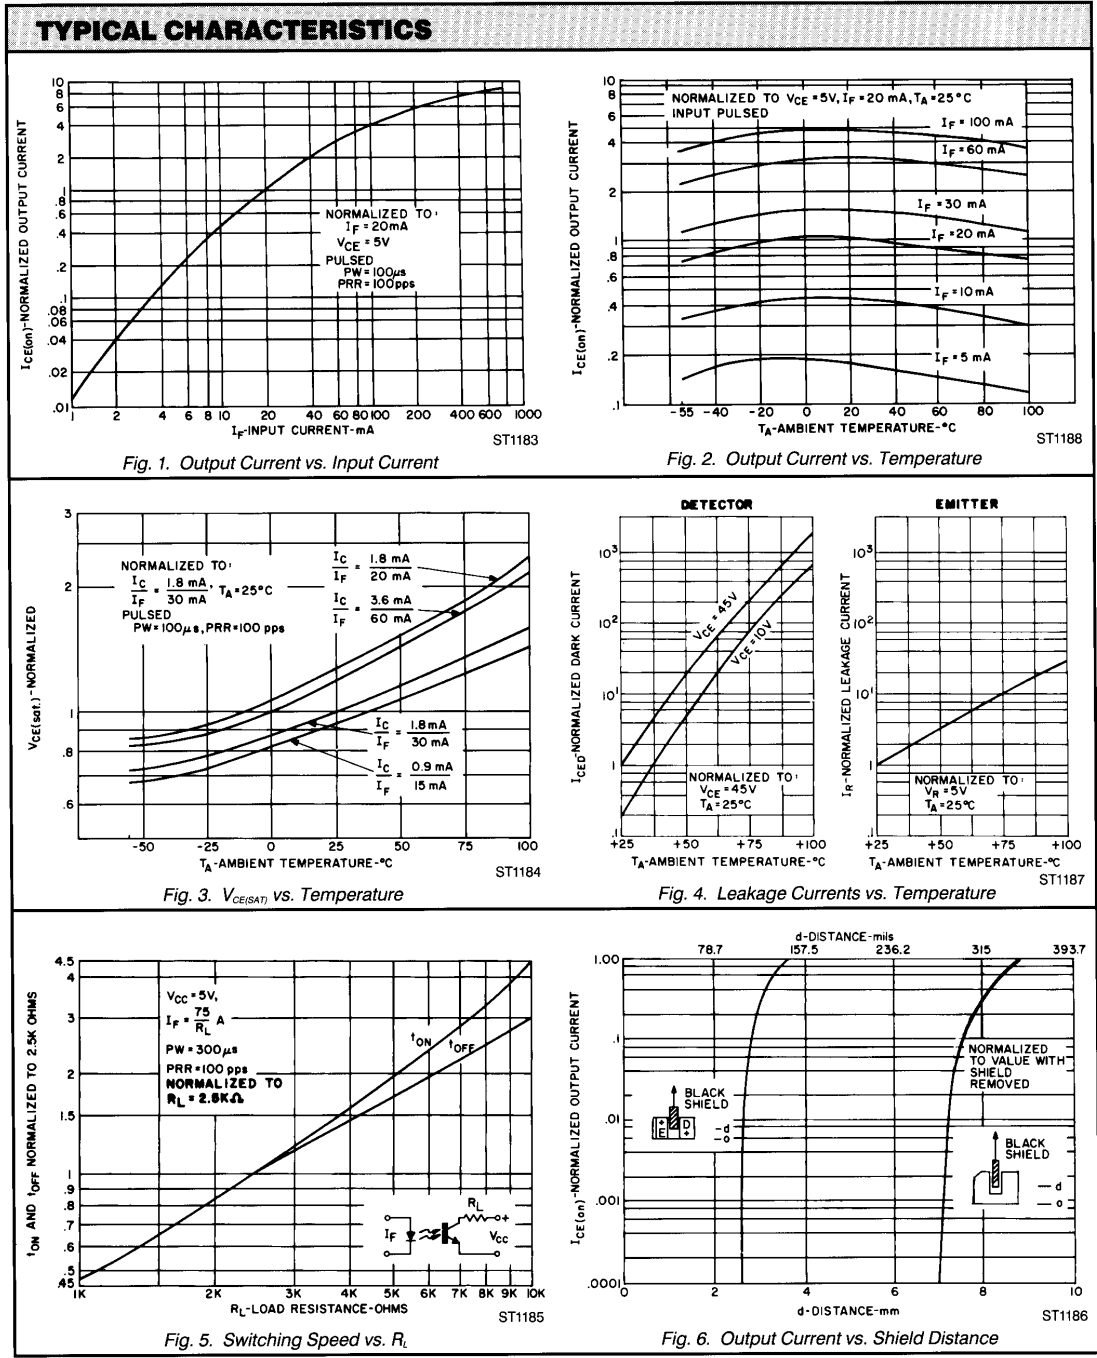 TYPICAL CHARACTERISTICS
10
8
6
4
2
.1
.8
.6
.4
.2
.1
.08
.06
.04
.02
.01
ICE(on)-NORMALIZED OUTPUT CURRENT
NORMALIZED TO:
IF = 20mA
VCE = 5V
PULSED
PW = 100μs
PRR = 100pps
1 2 4 6 8 10 20 40 60 80 100 200 400 600 1000
IF-INPUT CURRENT-mA
ST1183
Fig. 1. Output Current vs. Input Current
10
8
6
4
2
1
.8
.6
.4
.2
.1
ICE(on)-NORMALIZED OUTPUT CURRENT
NORMALIZED TO VCE = 5V, IF = 20 mA, TA = 25°C
INPUT PULSED
IF = 100 mA
IF = 60 mA
IF = 30 mA
IF = 20 mA
IF = 10 mA
IF = 5 mA
-55 -40 -20 0 20 40 60 80 100
TA-AMBIENT TEMPERATURE-°C
ST1188
Fig. 2. Output Current vs. Temperature
3
2
1
.8
.6
VCE(sat.)-NORMALIZED
NORMALIZED TO:
IC/IF = 1.8 mA/30 mA, TA = 25°C
PULSED
PW = 100μs, PRR = 100 pps
IC/IF = 1.8 mA/20 mA
IC/IF = 3.6 mA/60 mA
IC/IF = 1.8 mA/30 mA
IC/IF = 0.9 mA/15 mA
-50 -25 0 25 50 75 100
TA-AMBIENT TEMPERATURE-°C
ST1184
Fig. 3. VCE(SAT) vs. Temperature
DETECTOR
10³
10²
10¹
1
.1
ICED-NORMALIZED DARK CURRENT
VCE = 45V
VCE = 10V
NORMALIZED TO:
VCE = 45V
TA = 25°C
+25 +50 +75 +100
TA-AMBIENT TEMPERATURE-°C
EMITTER
10³
10²
10¹
1
.1
IR-NORMALIZED LEAKAGE CURRENT
NORMALIZED TO:
VR = 5V
TA = 25°C
+25 +50 +75 +100
TA-AMBIENT TEMPERATURE-°C
ST1187
Fig. 4. Leakage Currents vs. Temperature
4.5
4
3
2
1.5
1
.9
.8
.7
.6
.5
.45
tON AND tOFF NORMALIZED TO 2.5K OHMS
VCC = 5V,
IF = 75/RL A
PW = 300μs
PRR = 100 pps
NORMALIZED TO
RL = 2.5KΩ
tON
tOFF
RL
+
IF
VCC
-
1K 2K 3K 4K 5K 6K 7K 8K 9K 10K
RL-LOAD RESISTANCE-OHMS
ST1185
Fig. 5. Switching Speed vs. RL
d-DISTANCE-mils
78.7 157.5 236.2 315 393.7
1.00
.1
.01
.001
.0001
ICE(on)-NORMALIZED OUTPUT CURRENT
NORMALIZED
TO VALUE WITH
SHIELD
REMOVED
BLACK
SHIELD
+ D
E +
d
o
BLACK
SHIELD
d
o
0 2 4 6 8 10
d-DISTANCE-mm
ST1186
Fig. 6. Output Current vs. Shield Distance